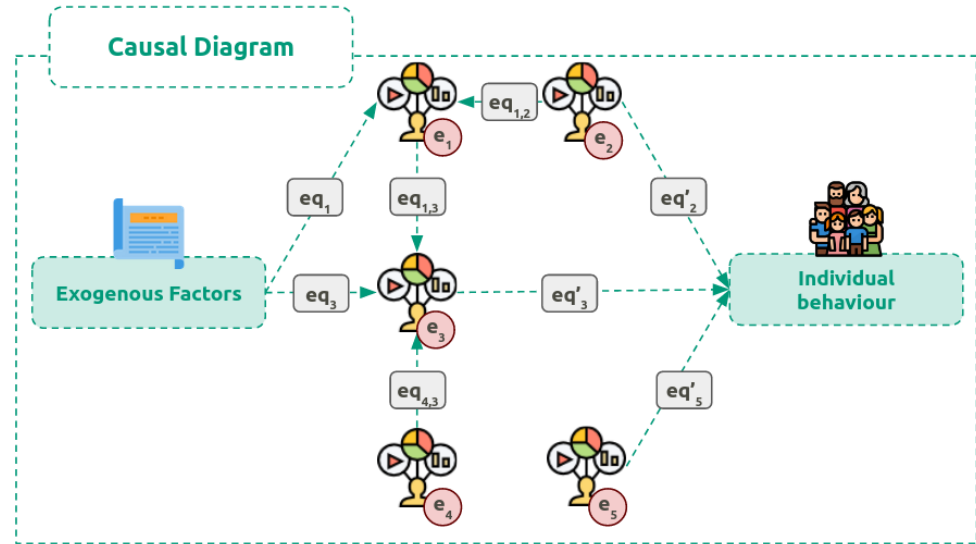 Causal Diagram
eq₁,₂
e₁
e₂
eq₁
eq₁,₃
eq’₂
Exogenous Factors
eq₃
e₃
eq’₃
Individual
behaviour
eq₄,₃
eq’₅
e₄
e₅